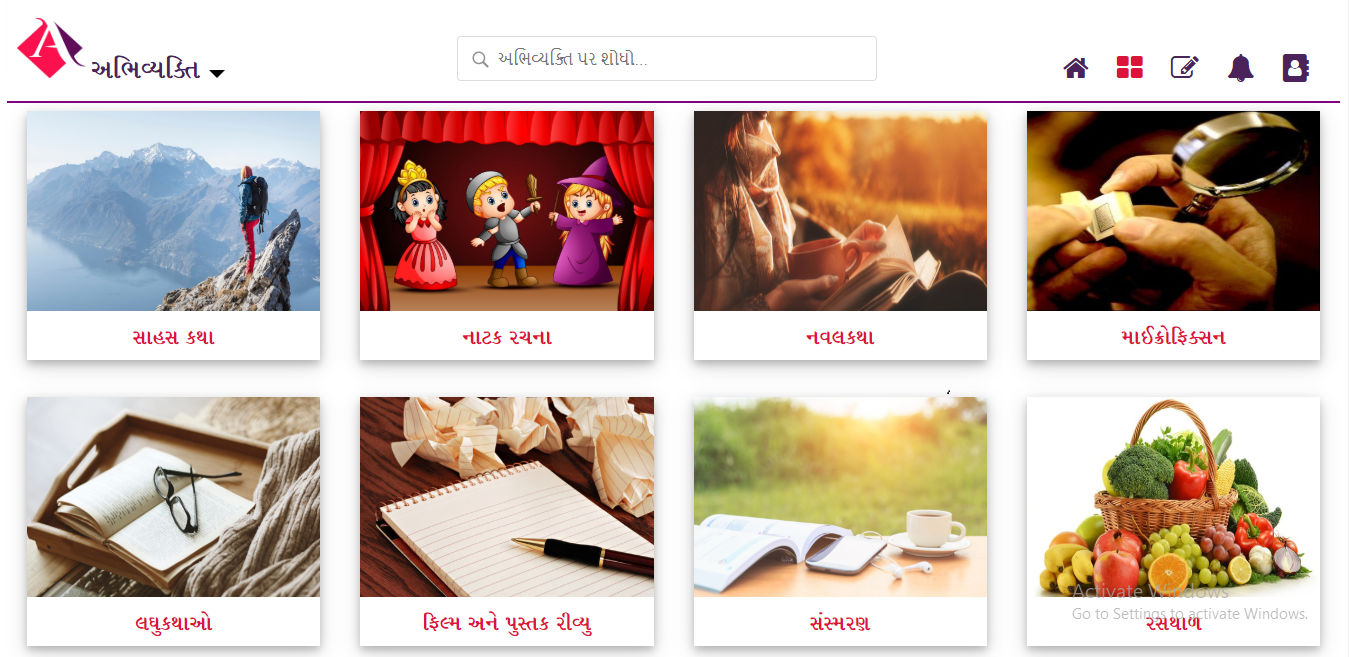 અભિવ્યક્તિ
અભિવ્યક્તિ પર શોધો...
સાહસ કથા
નાટક રચના
નવલકથા
માઈક્રોફિક્સન
લઘુકથાઓ
ફિલ્મ અને પુસ્તક રીવ્યુ
સંસ્મરણ
રસથાળ
Activate Windows
Go to Settings to activate Windows.